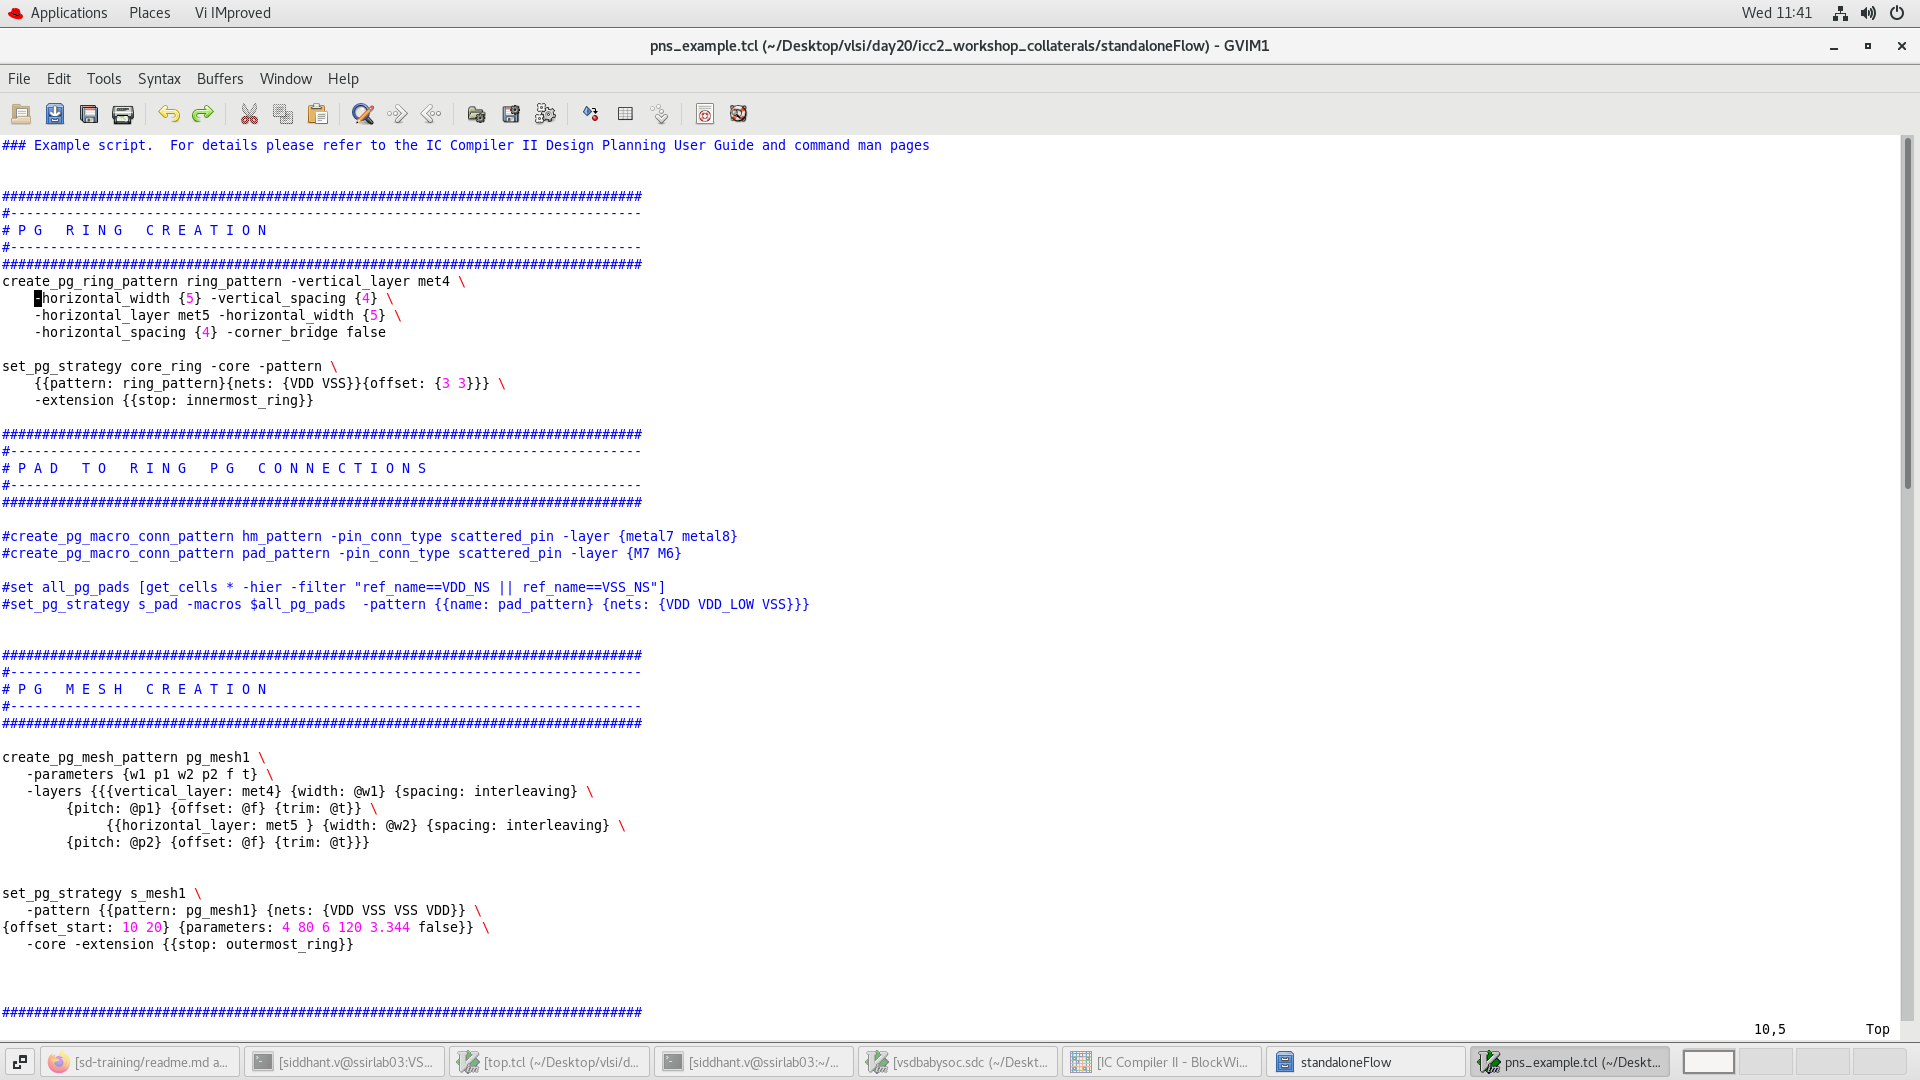 Applications Places Vi IMproved Wed 11:41
pns_example.tcl (~/Desktop/vlsi/day20/icc2_workshop_collaterals/standaloneFlow) - GVIM1
File Edit Tools Syntax Buffers Window Help
### Example script.  For details please refer to the IC Compiler II Design Planning User Guide and command man pages
################################################################################
#-------------------------------------------------------------------------------
# P G   R I N G   C R E A T I O N
#-------------------------------------------------------------------------------
################################################################################
create_pg_ring_pattern ring_pattern -vertical_layer met4 \
    -horizontal_width {5} -vertical_spacing {4} \
    -horizontal_layer met5 -horizontal_width {5} \
    -horizontal_spacing {4} -corner_bridge false
set_pg_strategy core_ring -core -pattern \
    {{pattern: ring_pattern}{nets: {VDD VSS}}{offset: {3 3}}} \
    -extension {{stop: innermost_ring}}
################################################################################
#-------------------------------------------------------------------------------
# P A D   T O   R I N G   P G   C O N N E C T I O N S
#-------------------------------------------------------------------------------
################################################################################
#create_pg_macro_conn_pattern hm_pattern -pin_conn_type scattered_pin -layer {metal7 metal8}
#create_pg_macro_conn_pattern pad_pattern -pin_conn_type scattered_pin -layer {M7 M6}
#set all_pg_pads [get_cells * -hier -filter "ref_name==VDD_NS || ref_name==VSS_NS"]
#set_pg_strategy s_pad -macros $all_pg_pads  -pattern {{name: pad_pattern} {nets: {VDD VDD_LOW VSS}}}
################################################################################
#-------------------------------------------------------------------------------
# P G   M E S H   C R E A T I O N
#-------------------------------------------------------------------------------
################################################################################
create_pg_mesh_pattern pg_mesh1 \
   -parameters {w1 p1 w2 p2 f t} \
   -layers {{{vertical_layer: met4} {width: @w1} {spacing: interleaving} \
        {pitch: @p1} {offset: @f} {trim: @t}} \
             {{horizontal_layer: met5 } {width: @w2} {spacing: interleaving} \
        {pitch: @p2} {offset: @f} {trim: @t}}}
set_pg_strategy s_mesh1 \
   -pattern {{pattern: pg_mesh1} {nets: {VDD VSS VSS VDD}} \
{offset_start: 10 20} {parameters: 4 80 6 120 3.344 false}} \
   -core -extension {{stop: outermost_ring}}
################################################################################
10,5 Top
[sd-training/readme.md a... [siddhant.v@ssirlab03:VS... [top.tcl (~/Desktop/vlsi/d... [siddhant.v@ssirlab03:~/... [vsdbabysoc.sdc (~/Deskt... [IC Compiler II - BlockWi... standaloneFlow pns_example.tcl (~/Deskt...